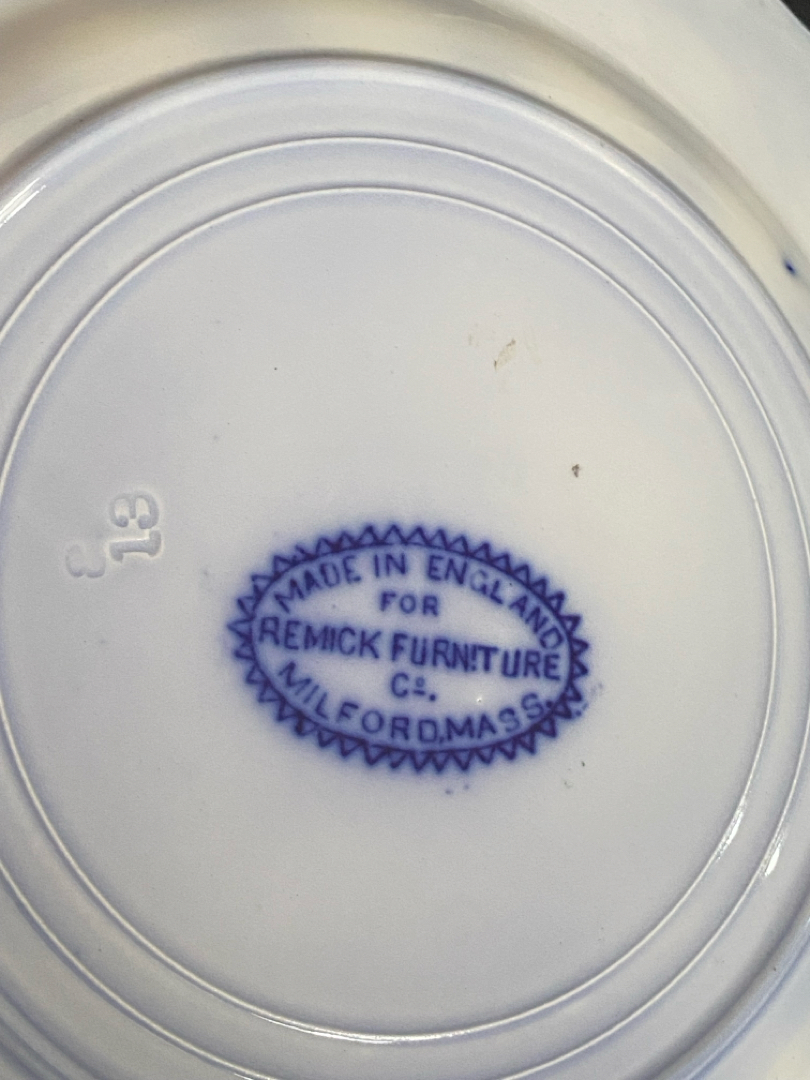 MADE IN ENGLAND
FOR
REMICK FURNITURE
Co.
MILFORD, MASS.
13